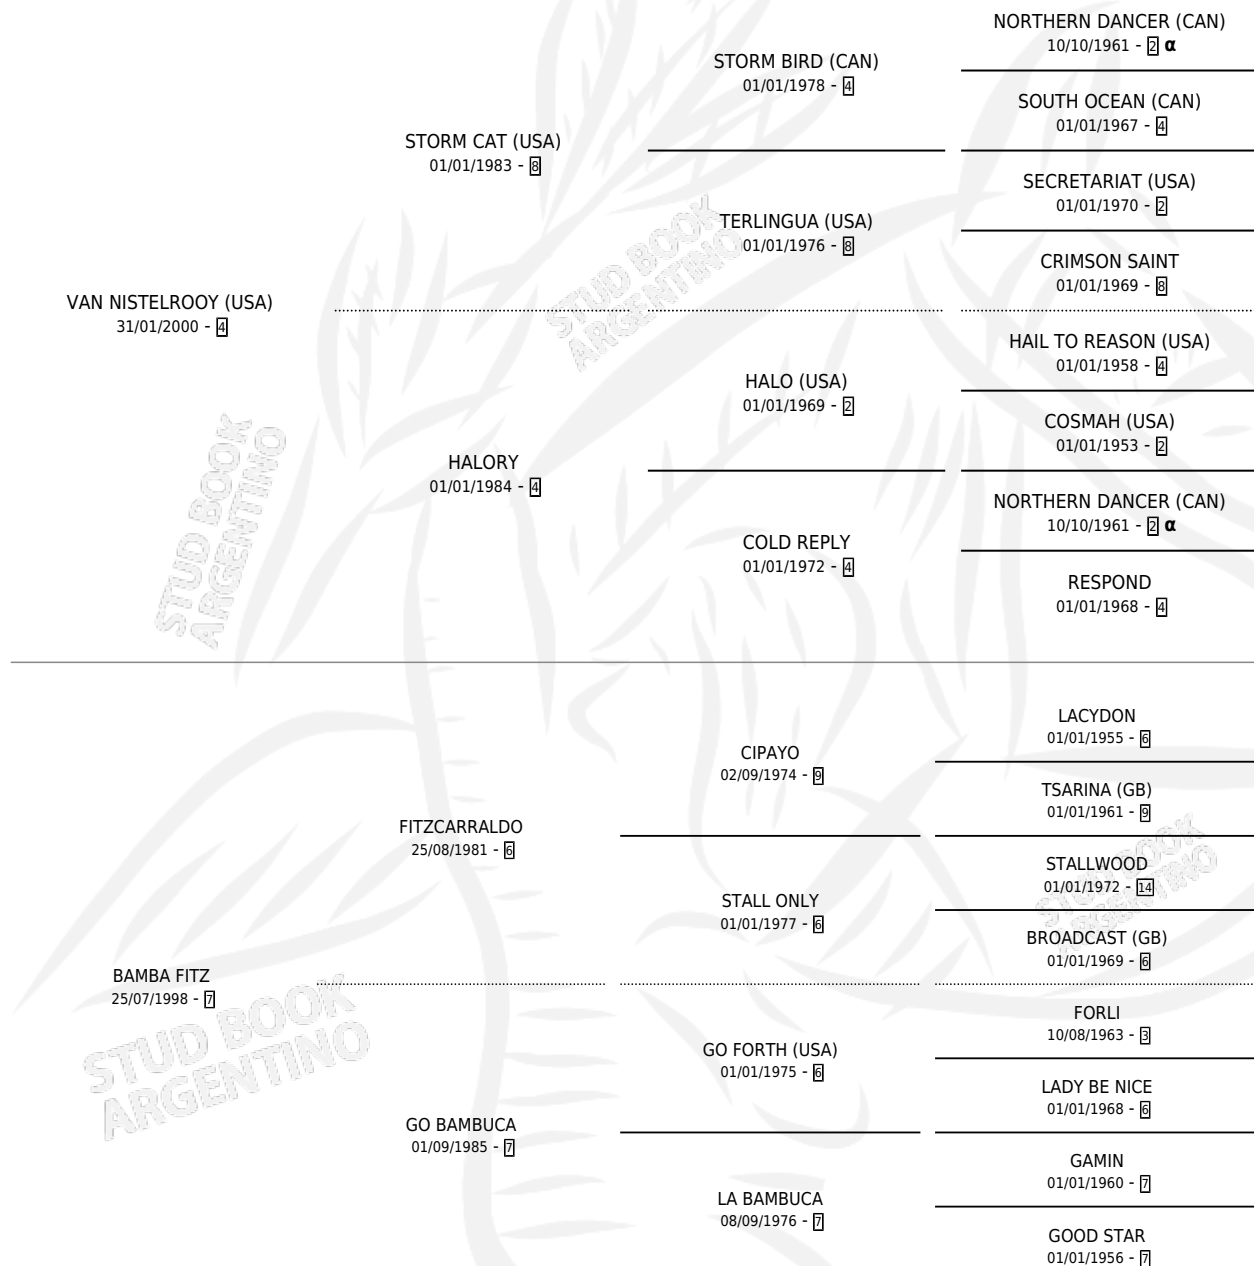 NORTHERN DANCER (CAN)
10/10/1961 - 2 α
STORM BIRD (CAN)
01/01/1978 - 4
SOUTH OCEAN (CAN)
01/01/1967 - 4
STORM CAT (USA)
01/01/1983 - 8
SECRETARIAT (USA)
01/01/1970 - 2
TERLINGUA (USA)
01/01/1976 - 8
CRIMSON SAINT
01/01/1969 - 8
VAN NISTELROOY (USA)
31/01/2000 - 4
HAIL TO REASON (USA)
01/01/1958 - 4
HALO (USA)
01/01/1969 - 2
COSMAH (USA)
01/01/1953 - 2
HALORY
01/01/1984 - 4
NORTHERN DANCER (CAN)
10/10/1961 - 2 α
COLD REPLY
01/01/1972 - 4
RESPOND
01/01/1968 - 4
LACYDON
01/01/1955 - 6
CIPAYO
02/09/1974 - 9
TSARINA (GB)
01/01/1961 - 9
FITZCARRALDO
25/08/1981 - 6
STALLWOOD
01/01/1972 - 14
STALL ONLY
01/01/1977 - 6
BROADCAST (GB)
01/01/1969 - 6
BAMBA FITZ
25/07/1998 - 7
FORLI
10/08/1963 - 3
GO FORTH (USA)
01/01/1975 - 6
LADY BE NICE
01/01/1968 - 6
GO BAMBUCA
01/09/1985 - 7
GAMIN
01/01/1960 - 7
LA BAMBUCA
08/09/1976 - 7
GOOD STAR
01/01/1956 - 7
STUD BOOK
ARGENTINO
STUD BOOK
ARGENTINO
STUD BOOK
ARGENTINO
STUD BOOK
ARGENTINO